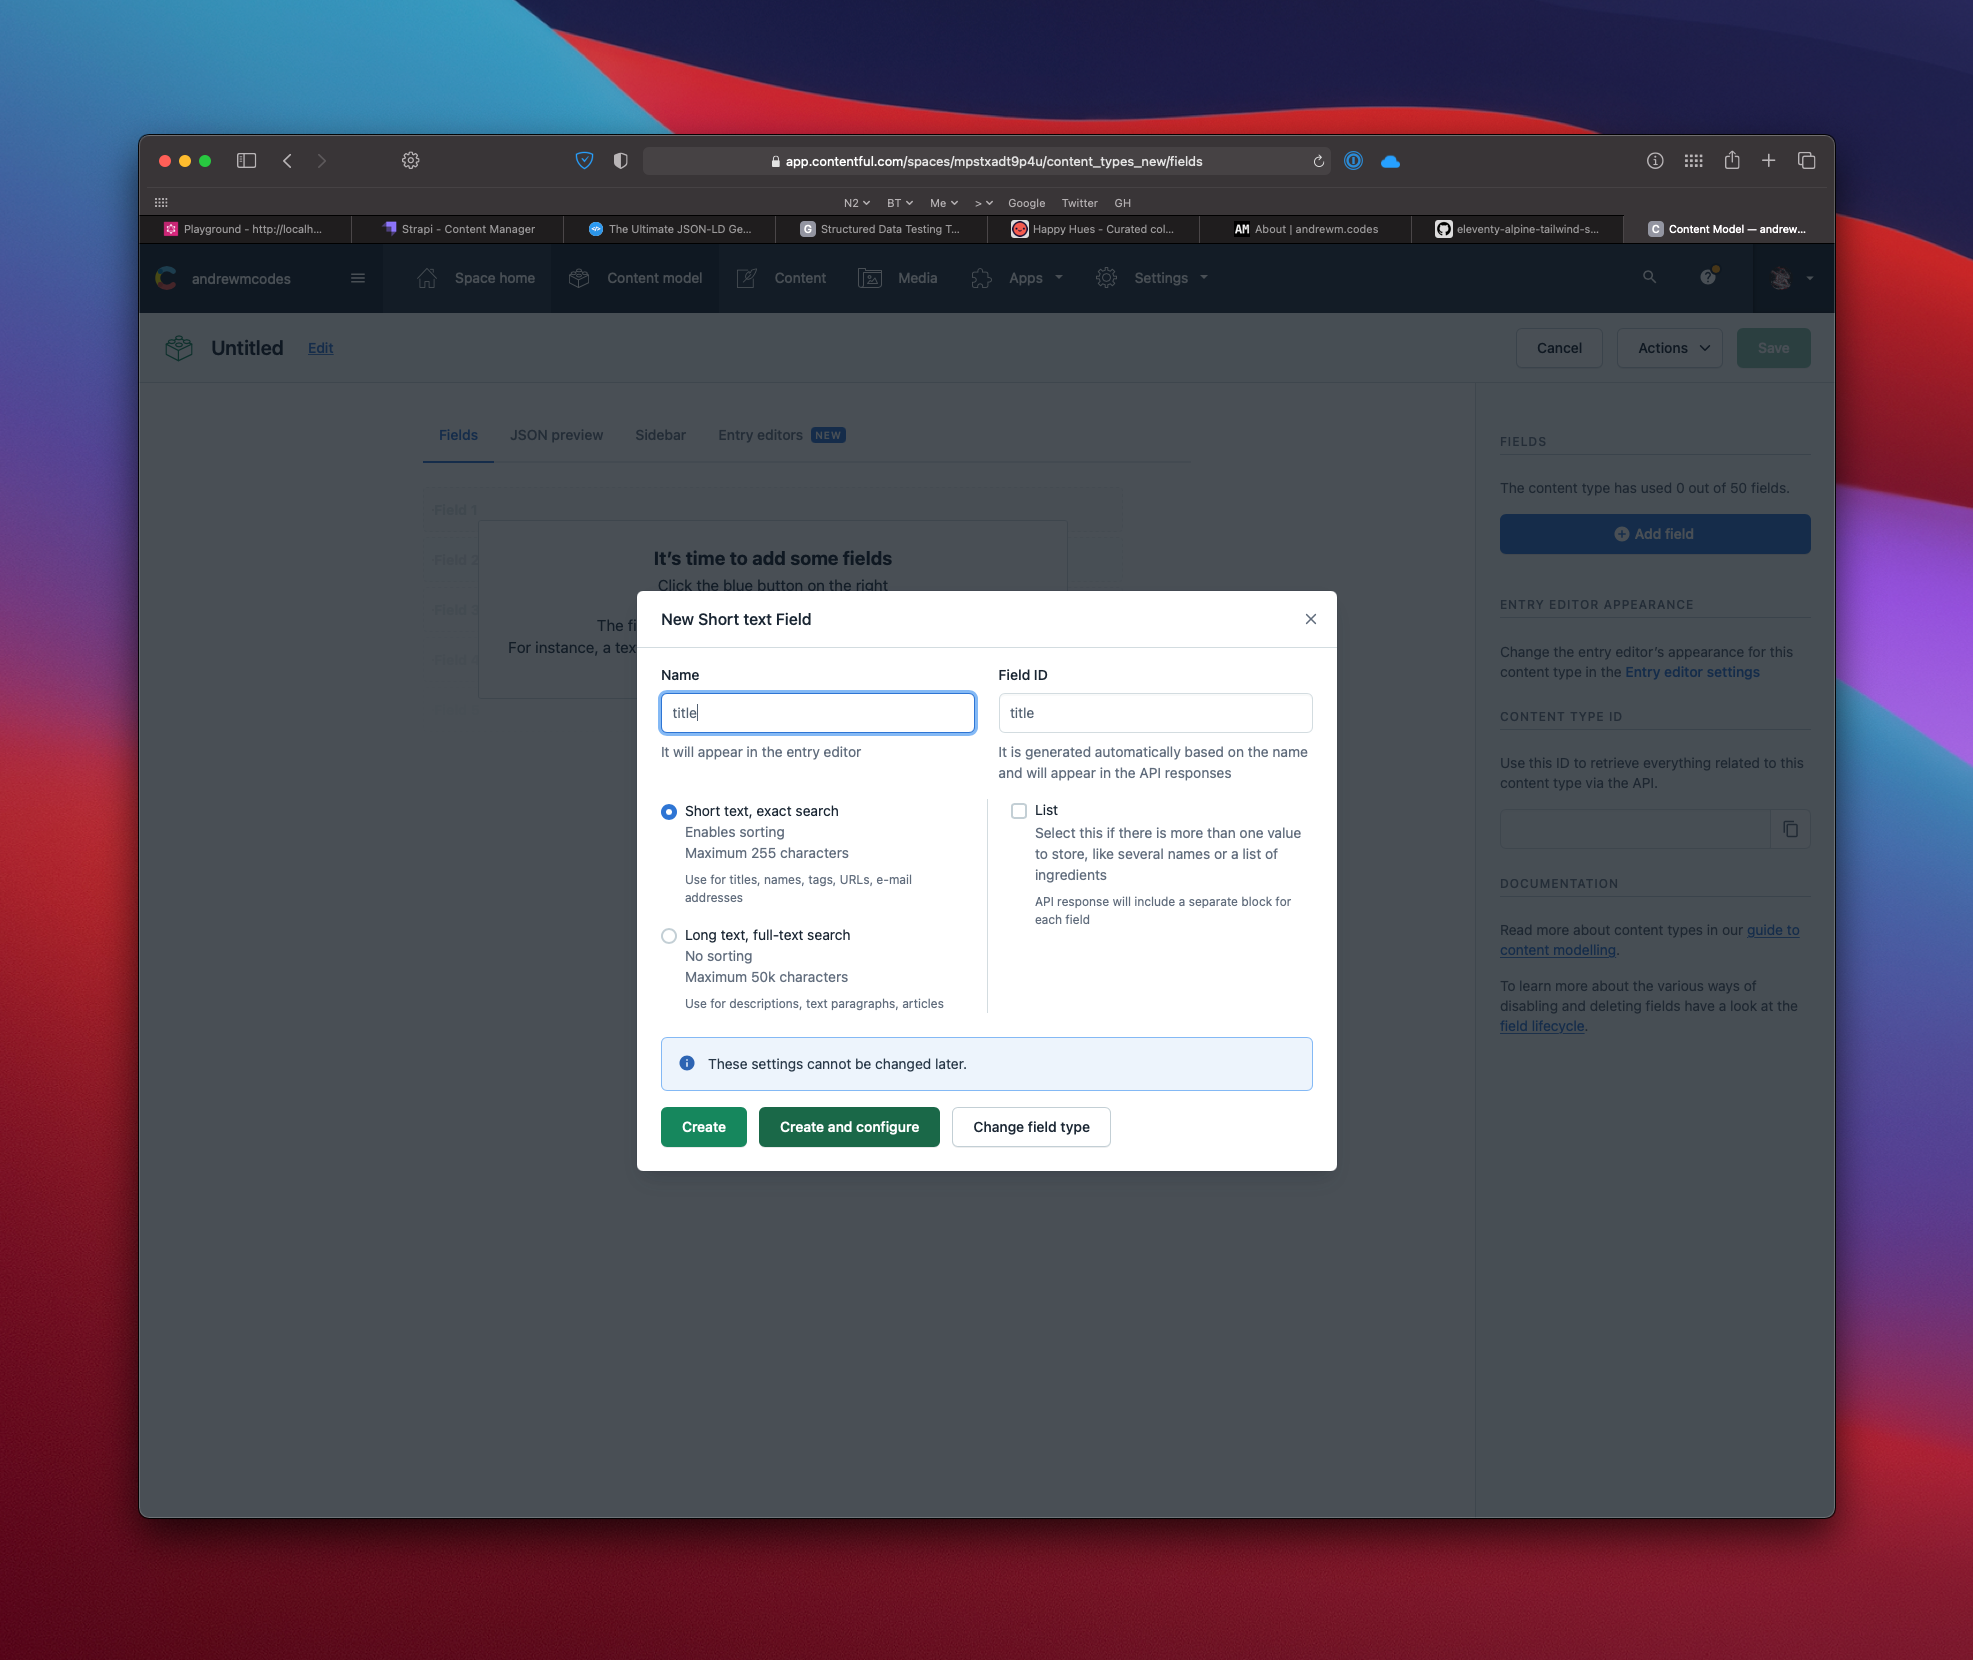 app.contentful.com/spaces/mpstxadt9p4u/content_types_new/fields
N2 BT Me > Google Twitter GH
Playground - http://localh...
Strapi - Content Manager
The Ultimate JSON-LD Ge...
G Structured Data Testing T...
Happy Hues - Curated col...
AM About | andrewm.codes
eleventy-alpine-tailwind-s...
C Content Model — andrew...
andrewmcodes
Space home
Content model
Content
Media
Apps
Settings
Untitled Edit
Cancel
Actions
Save
Fields
JSON preview
Sidebar
Entry editors NEW
Field 1
Field 2
Field
It’s time to add some fields
Click the blue button on the right
The fi
For instance, a tex
New Short text Field
Name
title
It will appear in the entry editor
Field ID
title
It is generated automatically based on the name
and will appear in the API responses
Short text, exact search
Enables sorting
Maximum 255 characters
Use for titles, names, tags, URLs, e-mail
addresses
Long text, full-text search
No sorting
Maximum 50k characters
Use for descriptions, text paragraphs, articles
List
Select this if there is more than one value
to store, like several names or a list of
ingredients
API response will include a separate block for
each field
These settings cannot be changed later.
Create
Create and configure
Change field type
FIELDS
The content type has used 0 out of 50 fields.
Add field
ENTRY EDITOR APPEARANCE
Change the entry editor’s appearance for this
content type in the Entry editor settings
CONTENT TYPE ID
Use this ID to retrieve everything related to this
content type via the API.
DOCUMENTATION
Read more about content types in our guide to
content modelling.
To learn more about the various ways of
disabling and deleting fields have a look at the
field lifecycle.